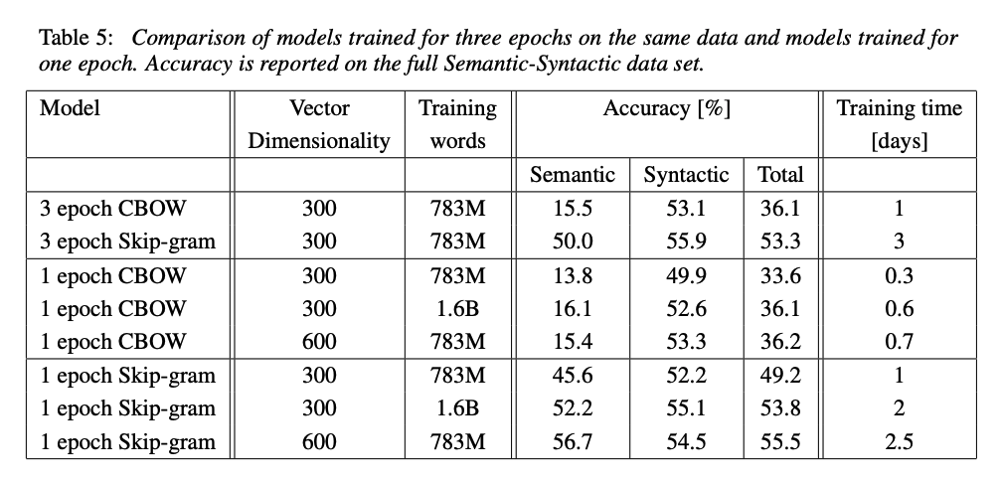 Table 5: Comparison of models trained for three epochs on the same data and models trained for
one epoch. Accuracy is reported on the full Semantic-Syntactic data set.
Model Vector Training Accuracy [%] Training time
Dimensionality words [days]
Semantic Syntactic Total
3 epoch CBOW 300 783M 15.5 53.1 36.1 1
3 epoch Skip-gram 300 783M 50.0 55.9 53.3 3
1 epoch CBOW 300 783M 13.8 49.9 33.6 0.3
1 epoch CBOW 300 1.6B 16.1 52.6 36.1 0.6
1 epoch CBOW 600 783M 15.4 53.3 36.2 0.7
1 epoch Skip-gram 300 783M 45.6 52.2 49.2 1
1 epoch Skip-gram 300 1.6B 52.2 55.1 53.8 2
1 epoch Skip-gram 600 783M 56.7 54.5 55.5 2.5